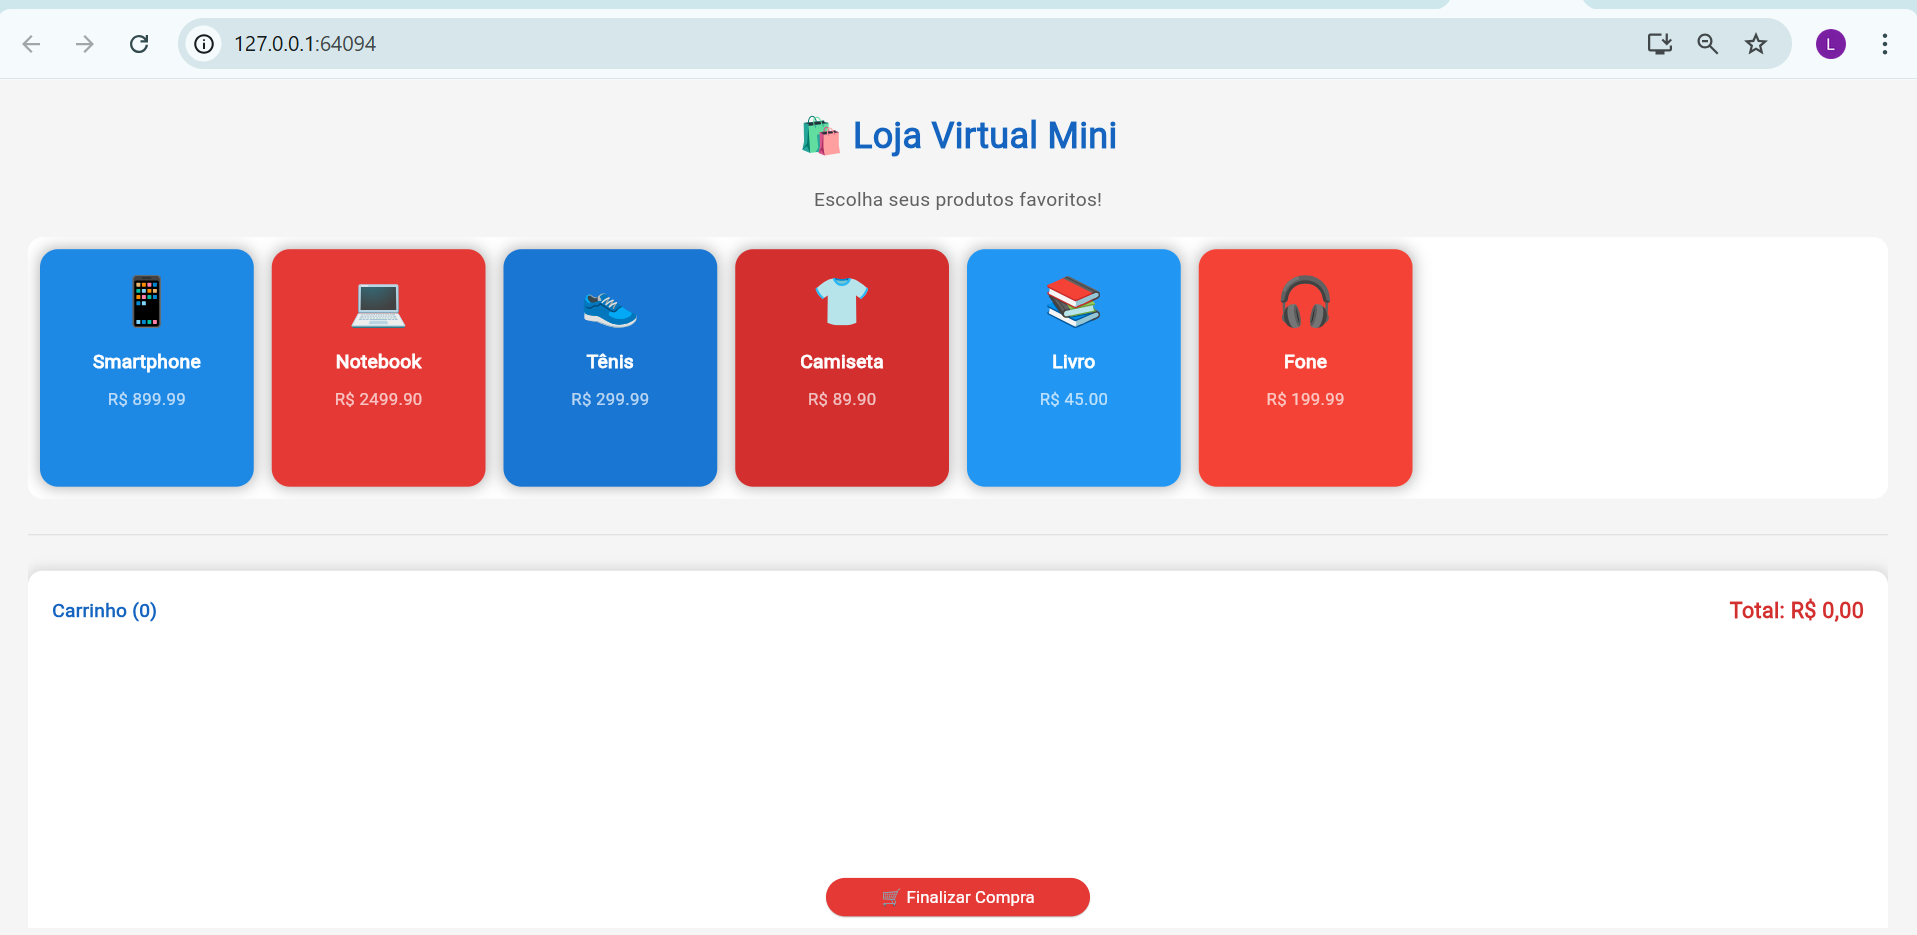 127.0.0.1:64094
L
Loja Virtual Mini
Escolha seus produtos favoritos!
Smartphone
R$ 899.99
Notebook
R$ 2499.90
Tênis
R$ 299.99
Camiseta
R$ 89.90
Livro
R$ 45.00
Fone
R$ 199.99
Carrinho (0)
Total: R$ 0,00
Finalizar Compra